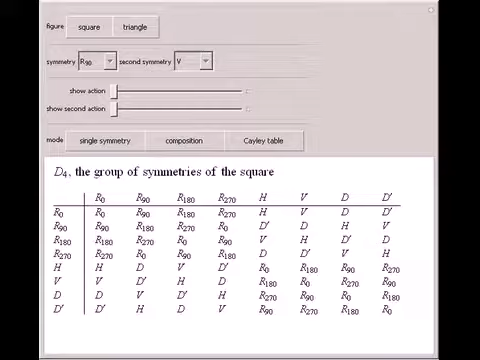 figure square triangle
symmetry R90 second symmetry V
show action
show second action
mode single symmetry composition Cayley table
D4, the group of symmetries of the square
R0 R90 R180 R270 H V D D′
R0 R0 R90 R180 R270 H V D D′
R90 R90 R180 R270 R0 D′ D H V
R180 R180 R270 R0 R90 V H D′ D
R270 R270 R0 R90 R180 D D′ V H
H H D V D′ R0 R180 R90 R270
V V D′ H D R180 R0 R270 R90
D D V D′ H R270 R90 R0 R180
D′ D′ H D V R90 R270 R180 R0